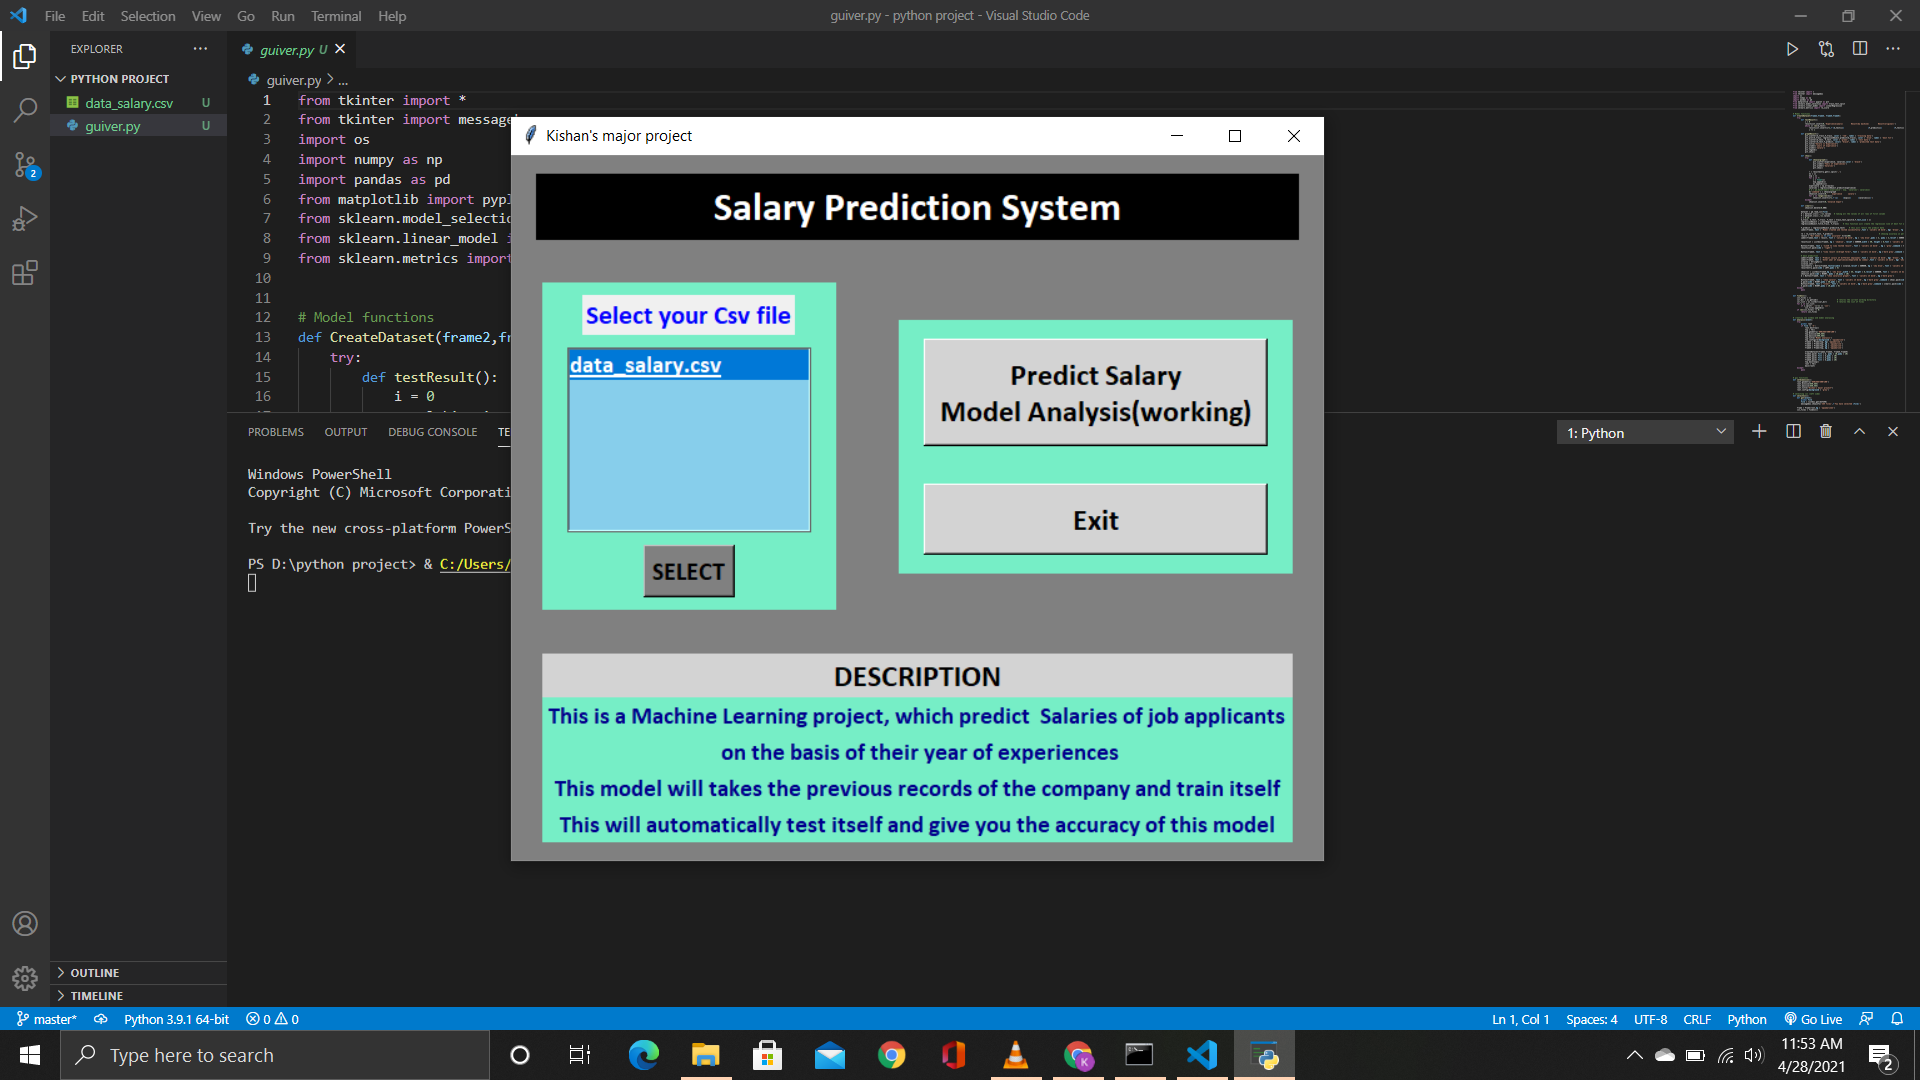 File Edit Selection View Go Run Terminal Help
guiver.py - python project - Visual Studio Code
EXPLORER
PYTHON PROJECT
data_salary.csv U
guiver.py U
OUTLINE
TIMELINE
guiver.py U
guiver.py > ...
1 from tkinter import *
2 from tkinter import message
3 import os
4 import numpy as np
5 import pandas as pd
6 from matplotlib import pypl
7 from sklearn.model_selectio
8 from sklearn.linear_model i
9 from sklearn.metrics import
10
11
12 # Model functions
13 def CreateDataset(frame2,fr
14 try:
15 def testResult():
16 i = 0
PROBLEMS OUTPUT DEBUG CONSOLE TE
1: Python
Windows PowerShell
Copyright (C) Microsoft Corporati
Try the new cross-platform PowerS
PS D:\python project> & C:/Users/
Kishan's major project
Salary Prediction System
Select your Csv file
data_salary.csv
SELECT
Predict Salary
Model Analysis(working)
Exit
DESCRIPTION
This is a Machine Learning project, which predict  Salaries of job applicants
on the basis of their year of experiences
This model will takes the previous records of the company and train itself
This will automatically test itself and give you the accuracy of this model
2
master* Python 3.9.1 64-bit 0 0
Ln 1, Col 1 Spaces: 4 UTF-8 CRLF Python Go Live
Type here to search
K
11:53 AM
4/28/2021
2